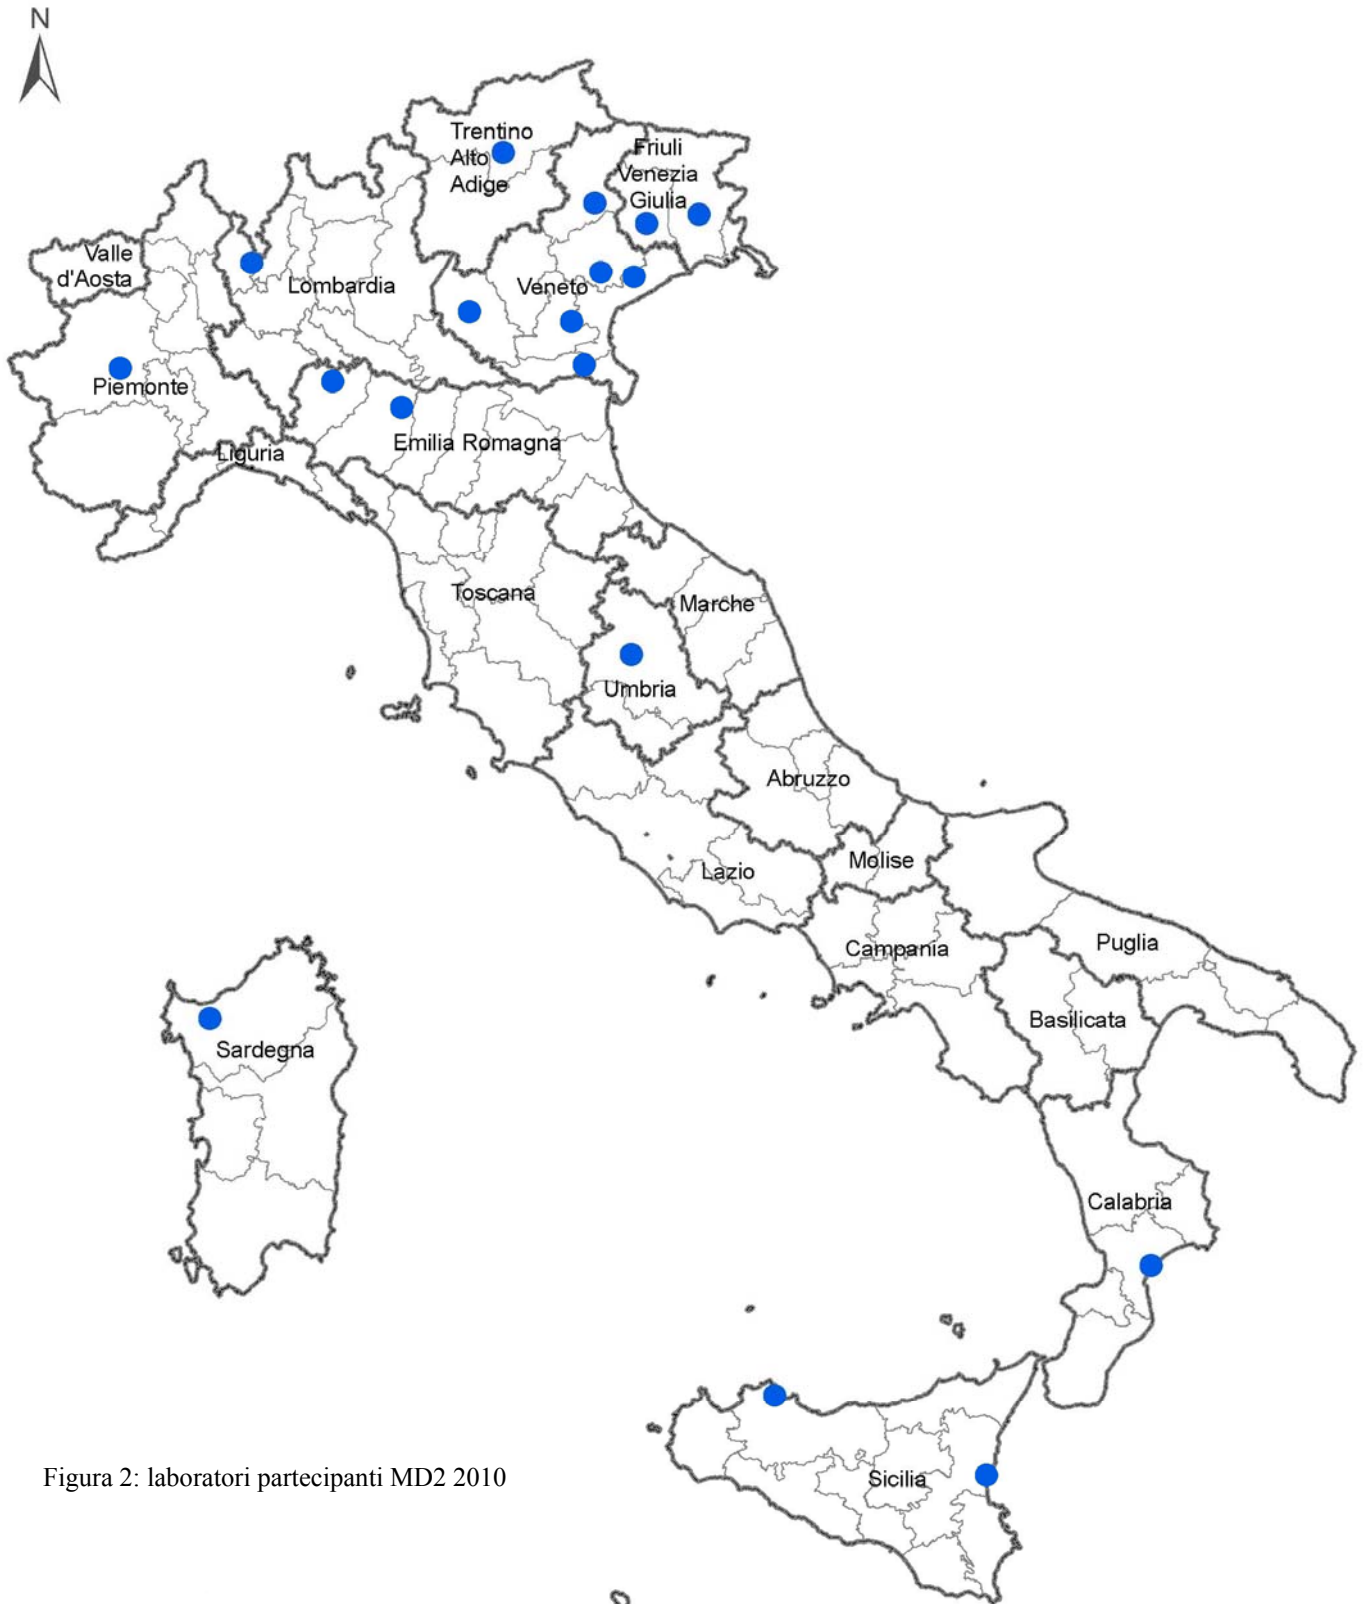 N
Trentino
Alto
Adige
Friuli
Venezia
Giulia
Valle
d'Aosta
Lombardia
Veneto
Piemonte
Liguria
Emilia Romagna
Toscana
Marche
Umbria
Abruzzo
Lazio
Molise
Campania
Puglia
Basilicata
Sardegna
Calabria
Sicilia
Figura 2: laboratori partecipanti MD2 2010